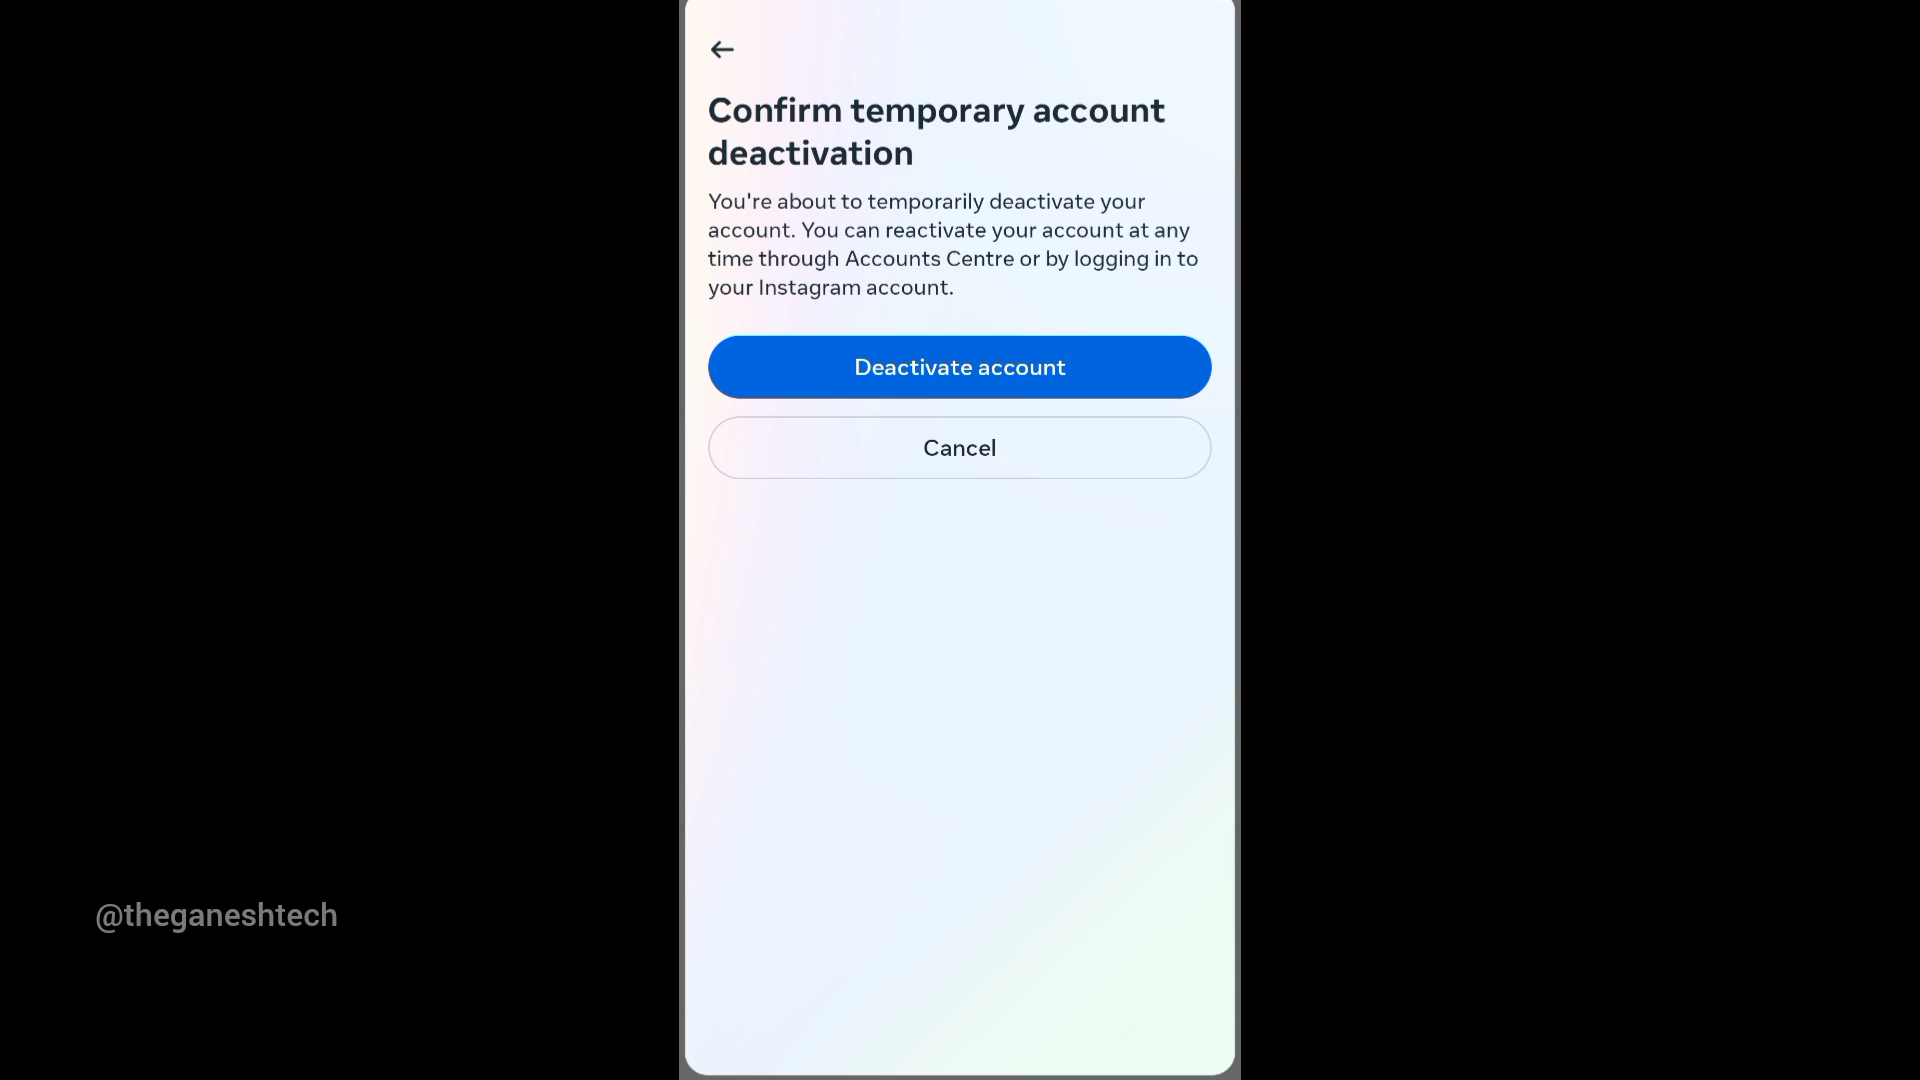 Confirm temporary account
deactivation
You're about to temporarily deactivate your
account. You can reactivate your account at any
time through Accounts Centre or by logging in to
your Instagram account.
Deactivate account
Cancel
@theganeshtech